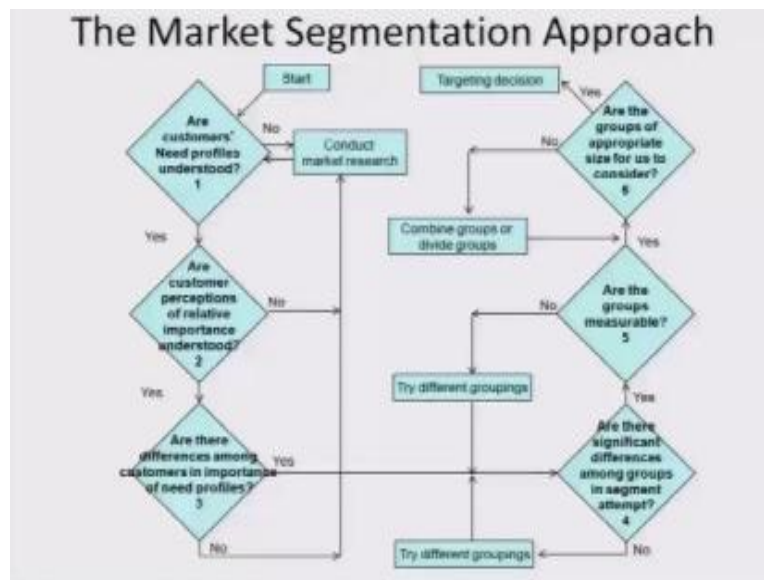 The Market Segmentation Approach
Start
Are
customers'
Need profiles
understood?
1
No
Conduct
market research
Yes
Are
customer
perceptions
of relative
importance
understood?
2
No
Yes
Are there
differences among
customers in importance
of need profiles?
3
Yes
No
Targeting decision
Yes
Are the
groups of
appropriate
size for us to
consider?
6
No
Combine groups or
divide groups
Yes
Are the
groups
measurable?
5
No
Try different groupings
Yes
Are there
significant
differences
among groups
in segment
attempt?
4
No
Try different groupings